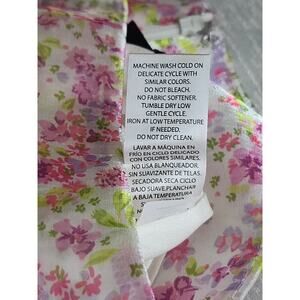 MACHINE WASH COLD ON
DELICATE CYCLE WITH
SIMILAR COLORS.
DO NOT BLEACH.
NO FABRIC SOFTENER.
TUMBLE DRY LOW
GENTLE CYCLE.
IRON AT LOW TEMPERATURE
IF NEEDED.
DO NOT DRY CLEAN.
LAVAR A MÁQUINA EN
FRÍO EN CICLO DELICADO
CON COLORES SIMILARES.
NO USA BLANQUEADOR.
SIN SUAVIZANTE DE TELAS.
SECADORA SECA CICLO
BAJO SUAVE.PLANCHAR
A BAJA TEMPERATURA